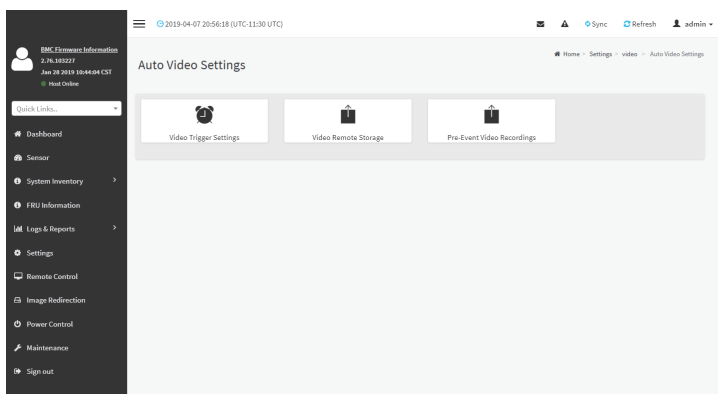 BMC Firmware Information
2.76.103227
Jan 28 2019 10:44:04 CST
Host Online
Quick Links..
Dashboard
Sensor
System Inventory
FRU Information
Logs & Reports
Settings
Remote Control
Image Redirection
Power Control
Maintenance
Sign out
2019-04-07 20:56:18 (UTC-11:30 UTC)
Sync
Refresh
admin
Auto Video Settings
Home > Settings > video > Auto Video Settings
Video Trigger Settings
Video Remote Storage
Pre-Event Video Recordings